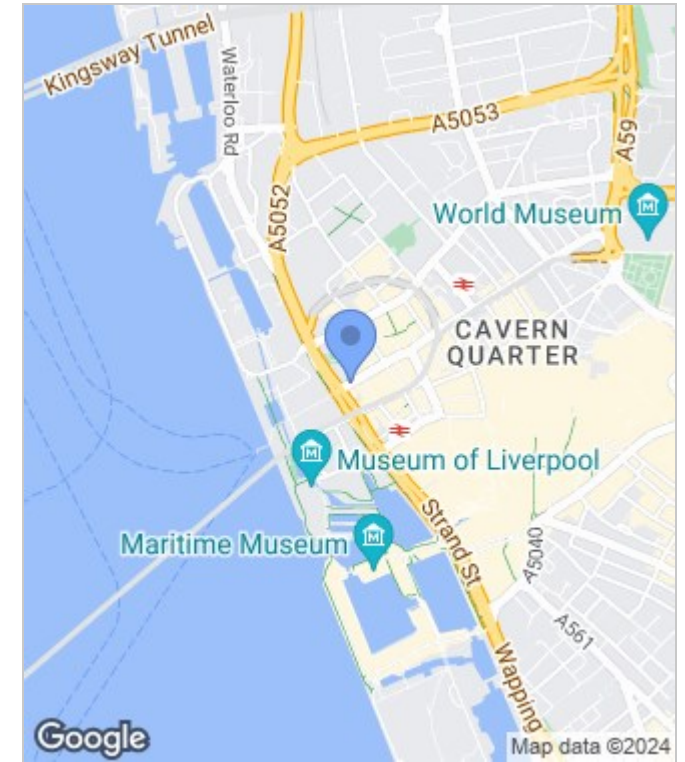 Kingsway Tunnel
Waterloo Rd
A5053
A59
A5052
World Museum
CAVERN
QUARTER
Museum of Liverpool
Maritime Museum
Strand St
A5040
A561
Wapping
Google
Map data ©2024